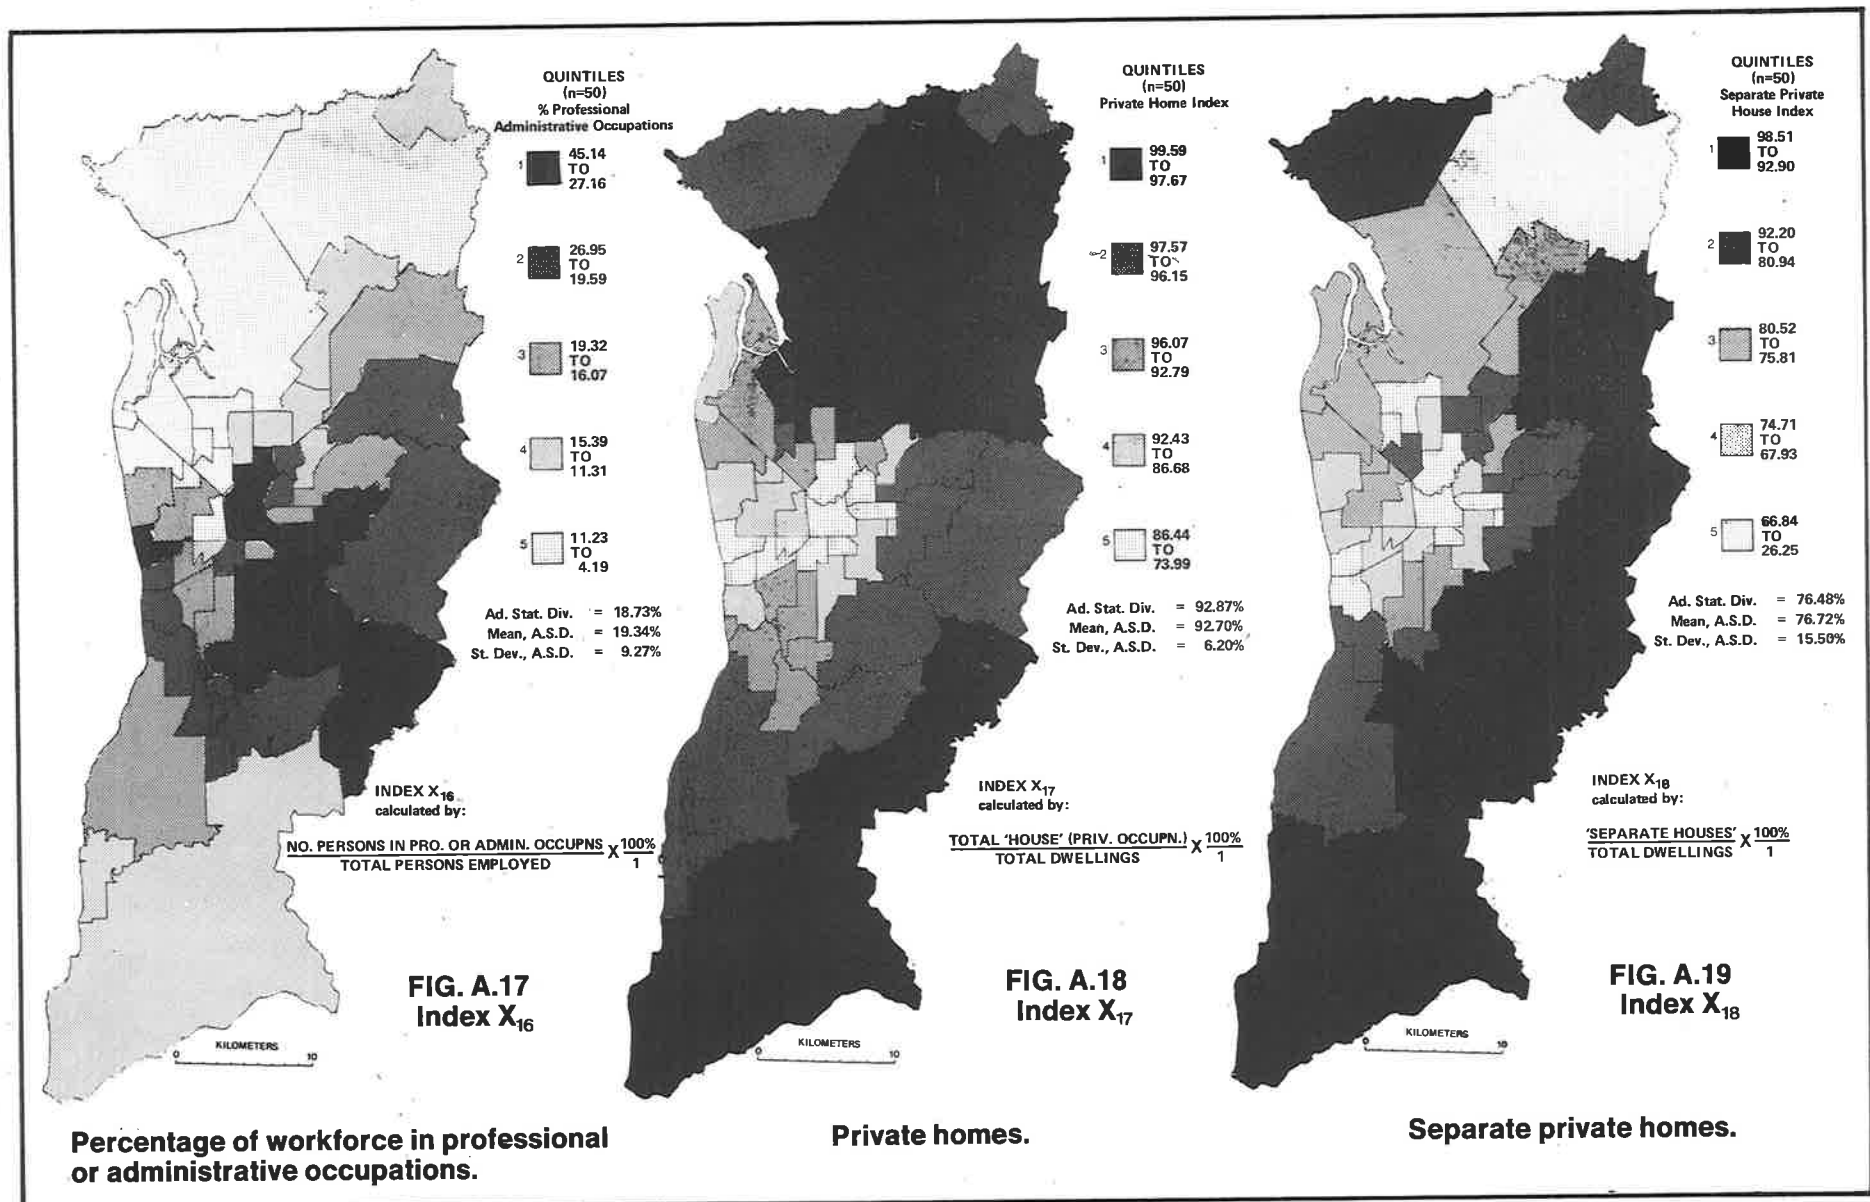 QUINTILES
(n=50)
% Professional
Administrative Occupations
1
45.14
TO
27.16
2
26.95
TO
19.59
3
19.32
TO
16.07
4
15.39
TO
11.31
5
11.23
TO
4.19
Ad. Stat. Div. = 18.73%
Mean, A.S.D. = 19.34%
St. Dev., A.S.D. = 9.27%
INDEX X16
calculated by:
NO. PERSONS IN PRO. OR ADMIN. OCCUPNS X 100%
TOTAL PERSONS EMPLOYED 1
FIG. A.17
Index X16
0 KILOMETERS 10
Percentage of workforce in professional
or administrative occupations.
QUINTILES
(n=50)
Private Home Index
1
99.59
TO
97.67
2
97.57
TO
96.15
3
96.07
TO
92.79
4
92.43
TO
86.68
5
86.44
TO
73.99
Ad. Stat. Div. = 92.87%
Mean, A.S.D. = 92.70%
St. Dev., A.S.D. = 6.20%
INDEX X17
calculated by:
TOTAL 'HOUSE' (PRIV. OCCUPN.) X 100%
TOTAL DWELLINGS 1
FIG. A.18
Index X17
0 KILOMETERS 10
Private homes.
QUINTILES
(n=50)
Separate Private
House Index
1
98.51
TO
92.90
2
92.20
TO
80.94
3
80.52
TO
75.81
4
74.71
TO
67.93
5
66.84
TO
26.25
Ad. Stat. Div. = 76.48%
Mean, A.S.D. = 76.72%
St. Dev., A.S.D. = 15.50%
INDEX X18
calculated by:
'SEPARATE HOUSES' X 100%
TOTAL DWELLINGS 1
FIG. A.19
Index X18
0 KILOMETERS 10
Separate private homes.